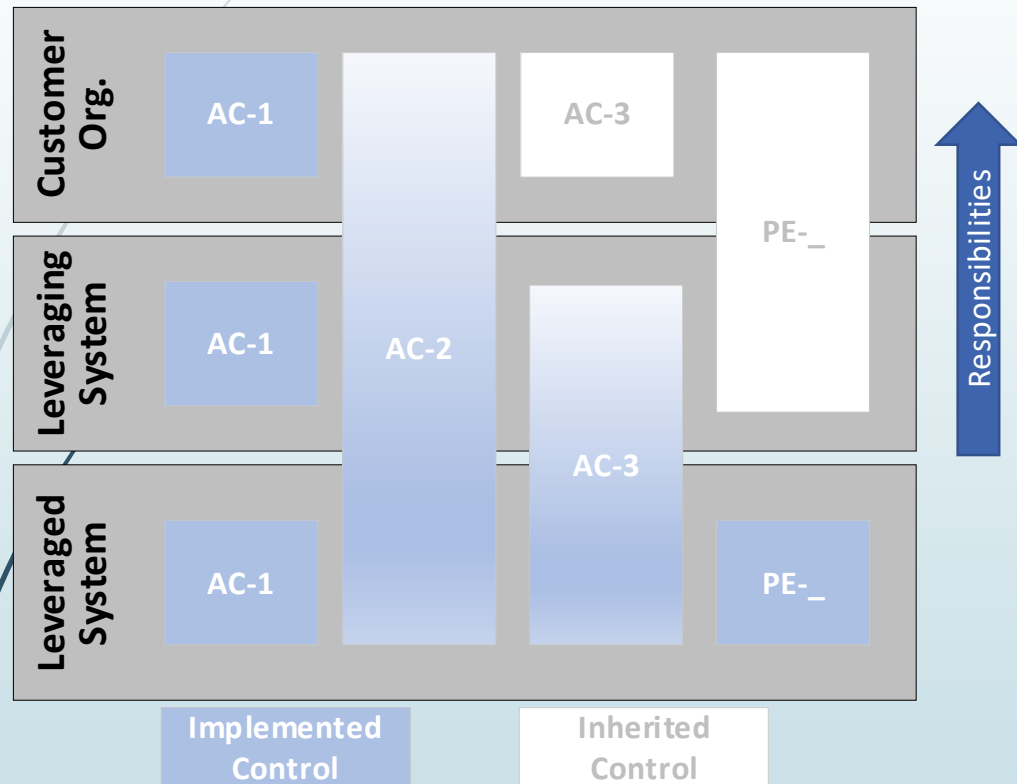 Customer
Org.
AC-1
AC-3
PE-_
Leveraging
System
AC-1
AC-2
AC-3
Leveraged
System
AC-1
PE-_
Responsibilities
Implemented
Control
Inherited
Control